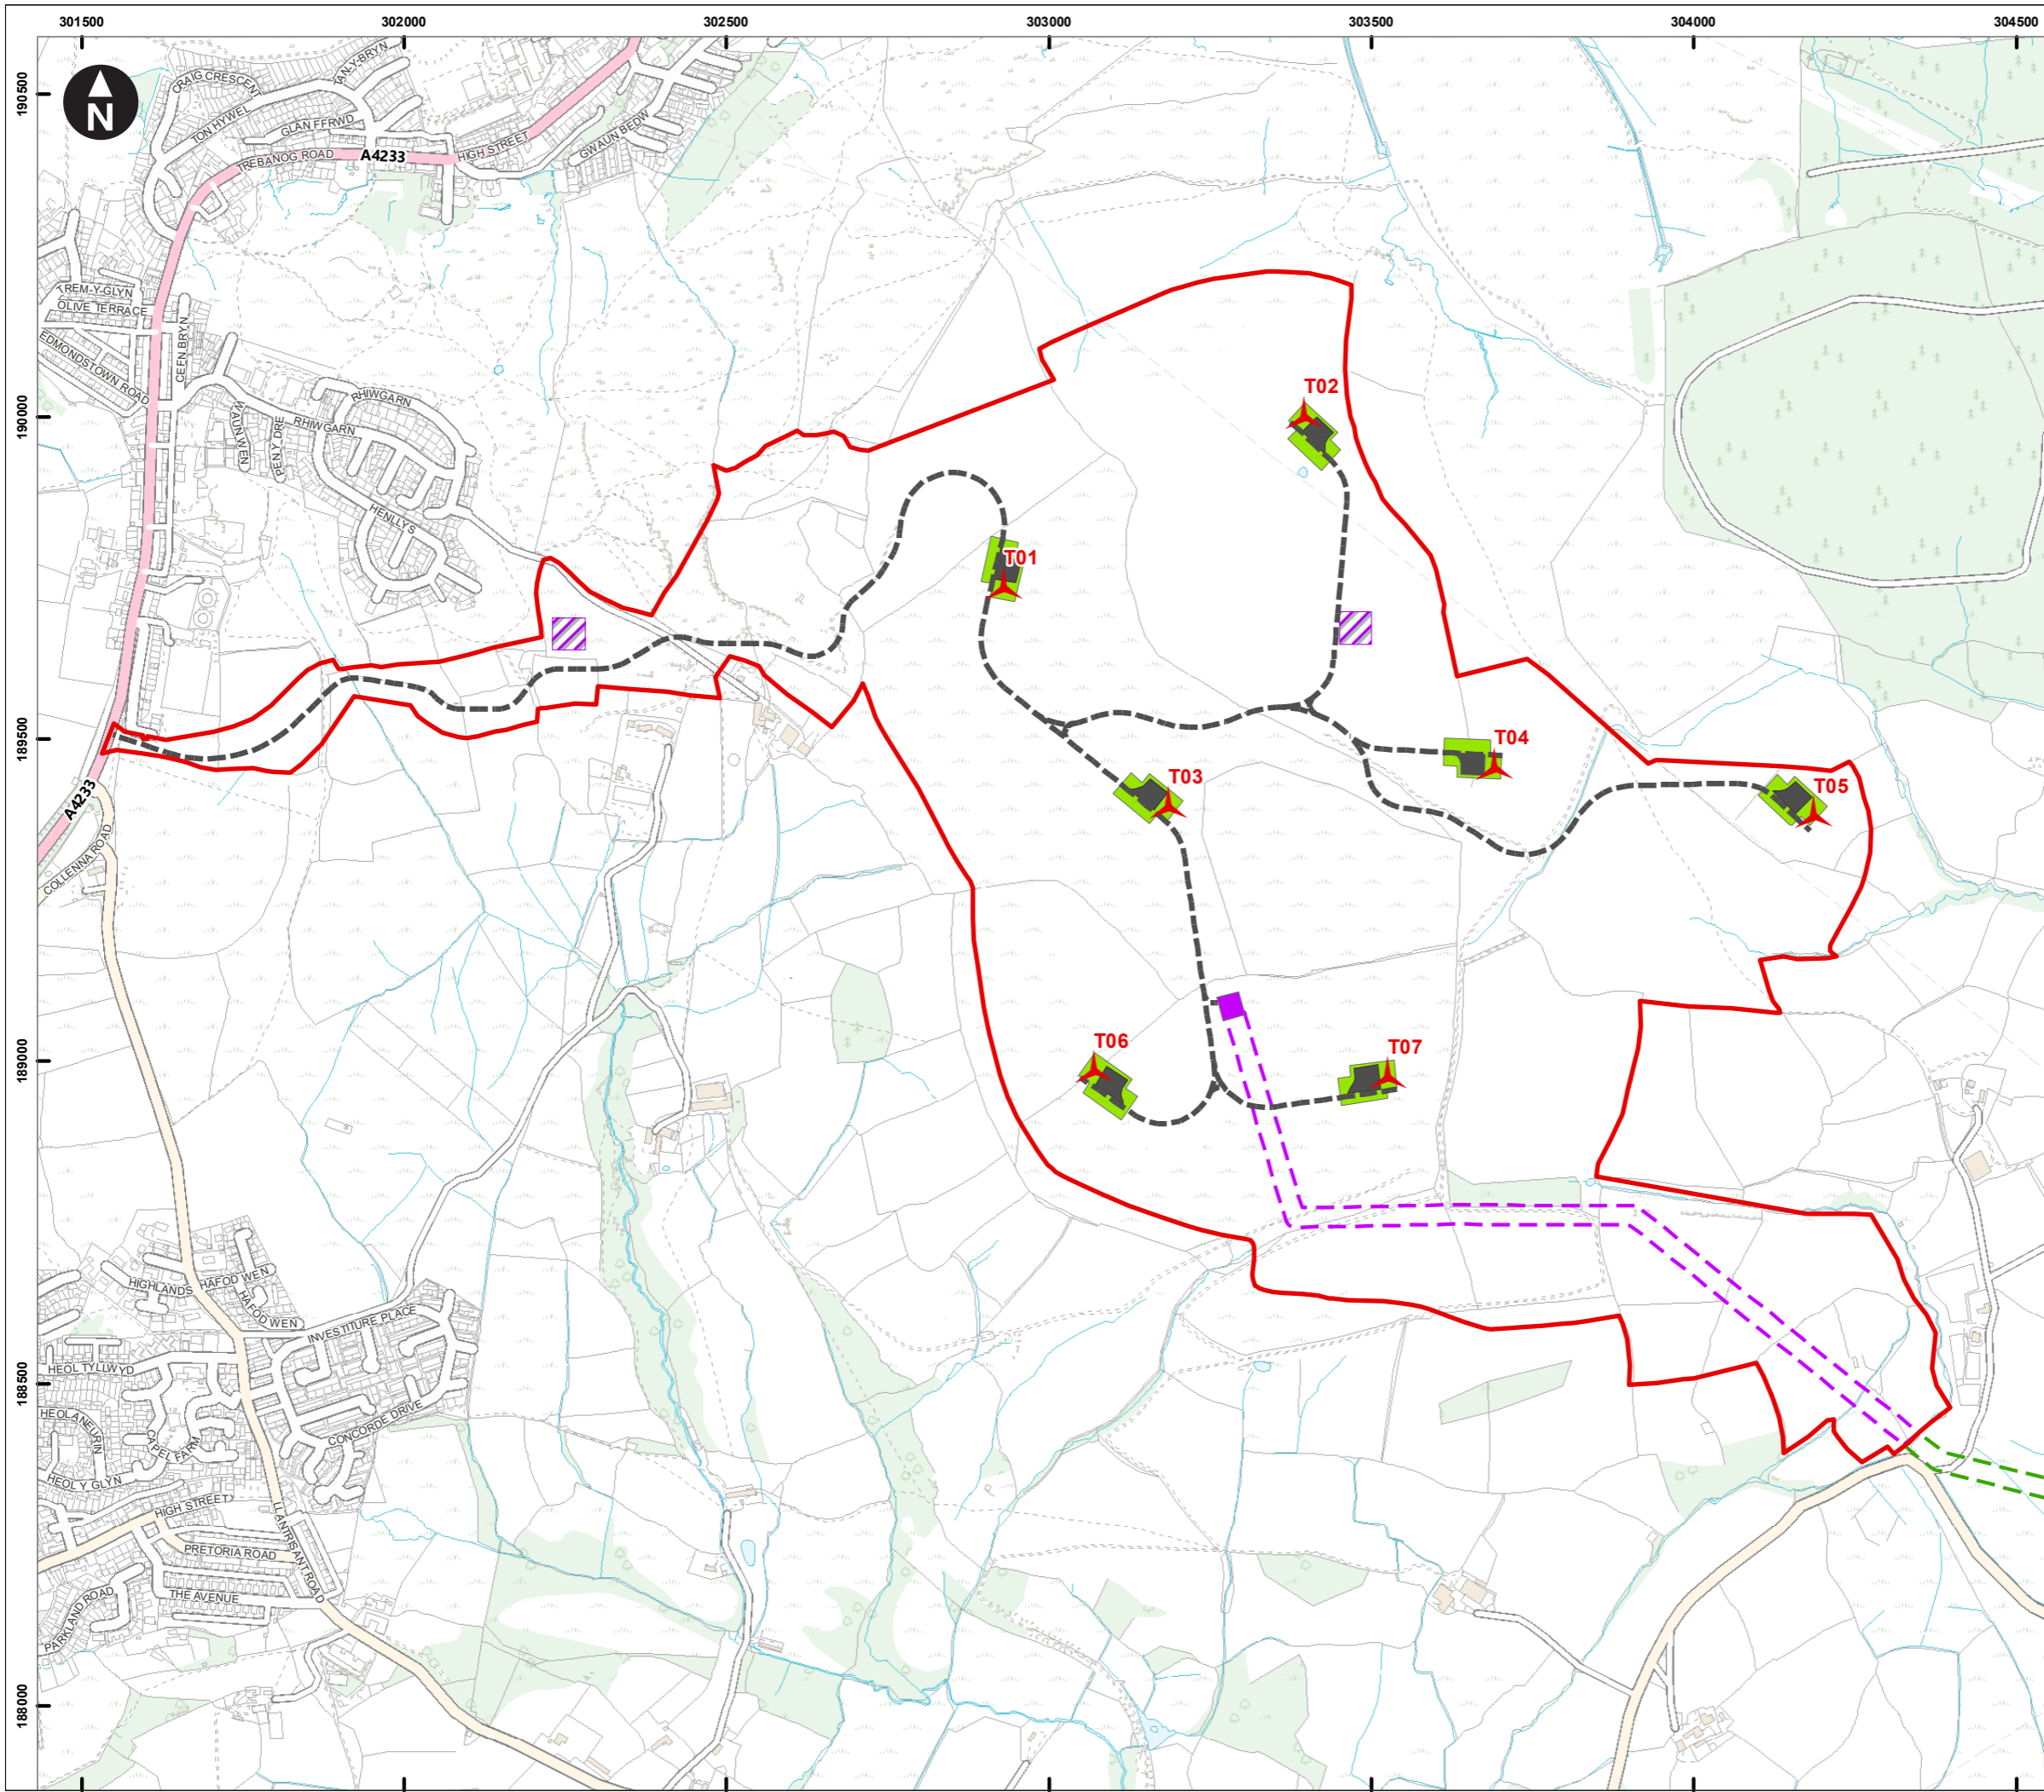 301500
302000
302500
303000
303500
304000
304500
190500
190000
189500
189000
188500
188000
N
CRAIG CRESCENT
TON HYWEL
GLAN FFRWD
TREBANOG ROAD
A4233
HIGH STREET
GWAUN BEDW
TREM-Y-GLYN
OLIVE TERRACE
EDMONDSTOWN ROAD
CEFN BRYN
WAUN WEN
PEN Y DRE
RHIWGARN
RHIWGARN
HENLLYS
T02
T01
T04
T03
T05
A4233
COLLENNA ROAD
T06
T07
HIGHLANDS
HAFOD WEN
HAFOD WEN
INVESTITURE PLACE
HEOL TYLLWYD
HEOL ANEURIN
CAPEL FARM
CONCORDE DRIVE
HEOL Y GLYN
HIGH STREET
LLANTRISANT ROAD
PRETORIA ROAD
THE AVENUE
PARKLAND ROAD